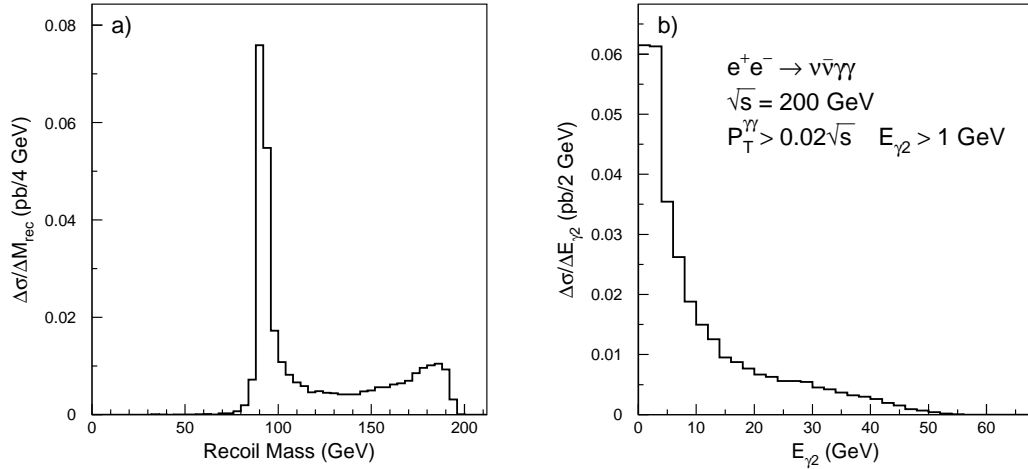 a)
0.08
0.06
0.04
0.02
0
Δσ/ΔM_rec (pb/4 GeV)
0 50 100 150 200
Recoil Mass (GeV)
b)
e⁺e⁻ → νν̄γγ
√s = 200 GeV
P_T^γγ > 0.02√s E_γ2 > 1 GeV
0.06
0.05
0.04
0.03
0.02
0.01
0
Δσ/ΔE_γ2 (pb/2 GeV)
0 10 20 30 40 50 60
E_γ2 (GeV)